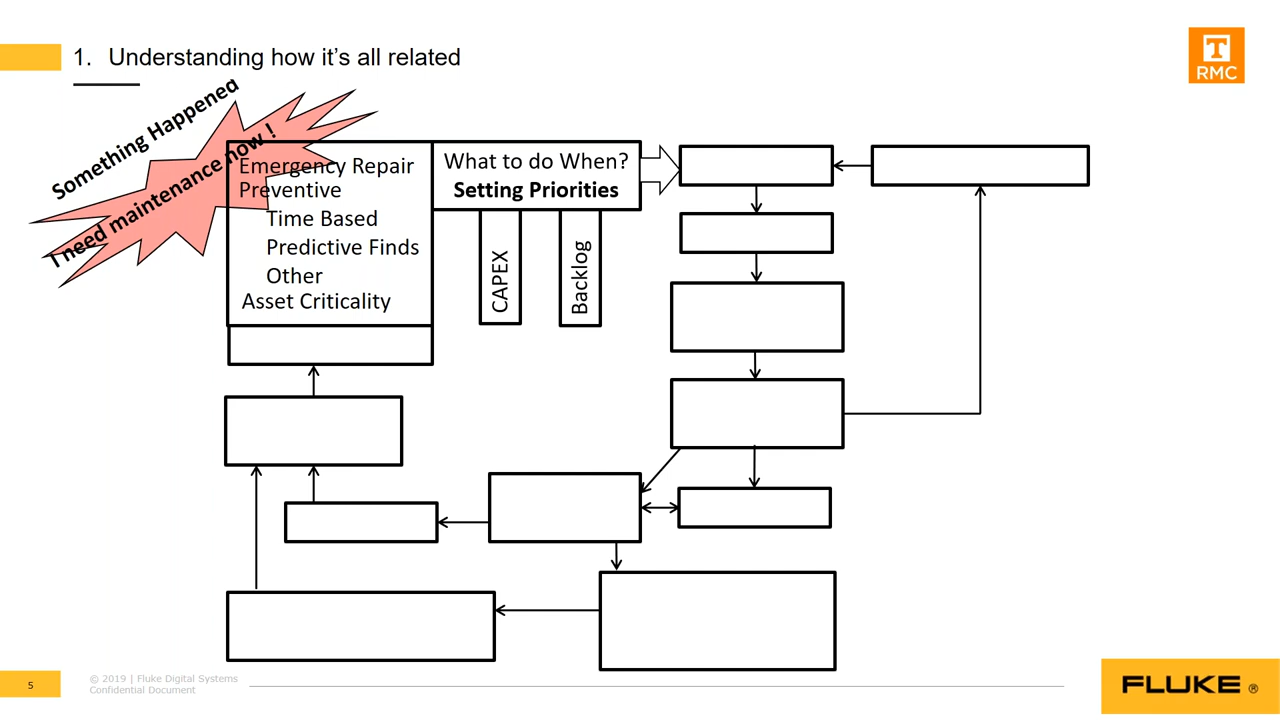 1. Understanding how it's all related
T
RMC
Something Happened
I need maintenance now !
Emergency Repair
Preventive
Time Based
Predictive Finds
Other
Asset Criticality
What to do When?
Setting Priorities
CAPEX
Backlog
5
© 2019 | Fluke Digital Systems
Confidential Document
FLUKE ®